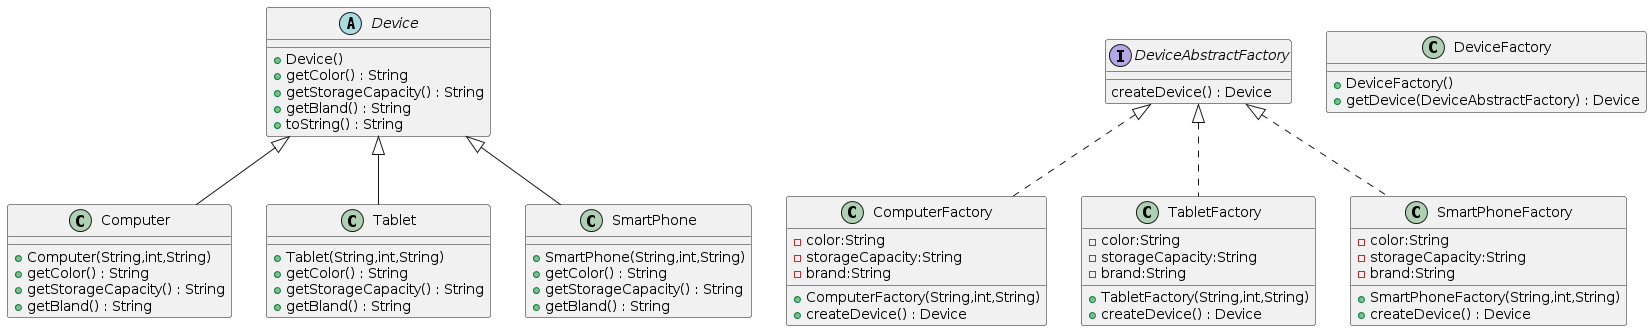 A Device
Device()
getColor() : String
getStorageCapacity() : String
getBland() : String
toString() : String
I DeviceAbstractFactory
createDevice() : Device
C DeviceFactory
DeviceFactory()
getDevice(DeviceAbstractFactory) : Device
C Computer
Computer(String,int,String)
getColor() : String
getStorageCapacity() : String
getBland() : String
C Tablet
Tablet(String,int,String)
getColor() : String
getStorageCapacity() : String
getBland() : String
C SmartPhone
SmartPhone(String,int,String)
getColor() : String
getStorageCapacity() : String
getBland() : String
C ComputerFactory
color:String
storageCapacity:String
brand:String
ComputerFactory(String,int,String)
createDevice() : Device
C TabletFactory
color:String
storageCapacity:String
brand:String
TabletFactory(String,int,String)
createDevice() : Device
C SmartPhoneFactory
color:String
storageCapacity:String
brand:String
SmartPhoneFactory(String,int,String)
createDevice() : Device